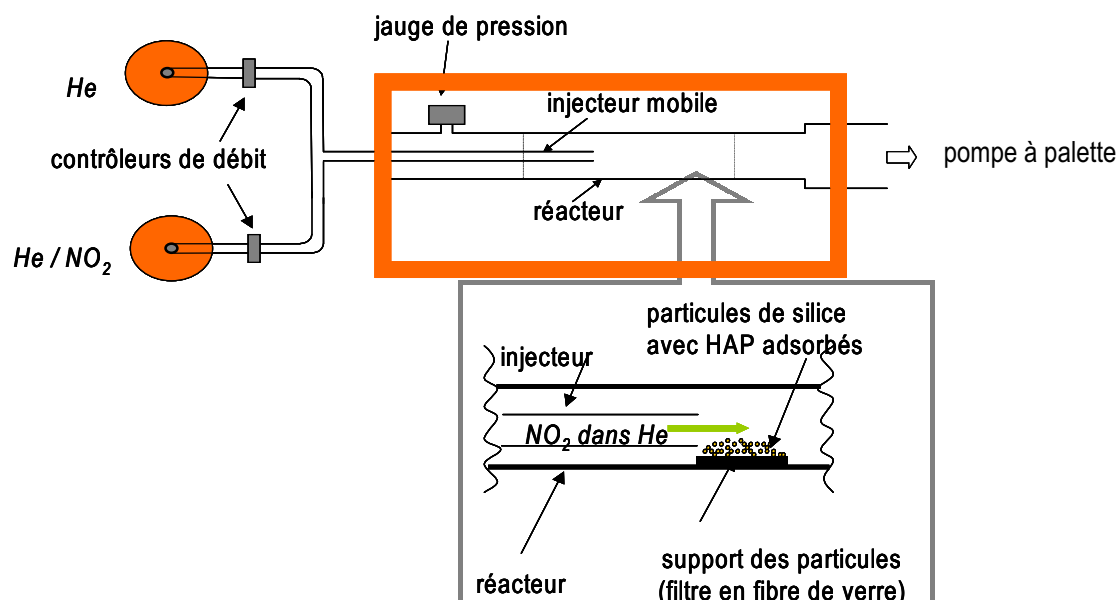 jauge de pression
He
injecteur mobile
contrôleurs de débit
pompe à palette
réacteur
He / NO2
particules de silice
avec HAP adsorbés
injecteur
NO2 dans He
support des particules
(filtre en fibre de verre)
réacteur